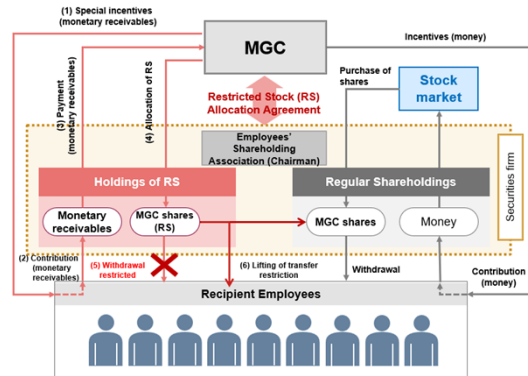 (1) Special incentives
(monetary receivables)
MGC
Incentives (money)
(3) Payment
(monetary receivables)
(4) Allocation of RS
Restricted Stock (RS)
Allocation Agreement
Purchase of
shares
Stock
market
Employees'
Shareholding
Association (Chairman)
Securities firm
Holdings of RS
Regular Shareholdings
Monetary
receivables
MGC shares
(RS)
MGC shares
Money
(2) Contribution
(monetary
receivables)
(5) Withdrawal
restricted
(6) Lifting of transfer
restriction
Withdrawal
Contribution
(money)
Recipient Employees